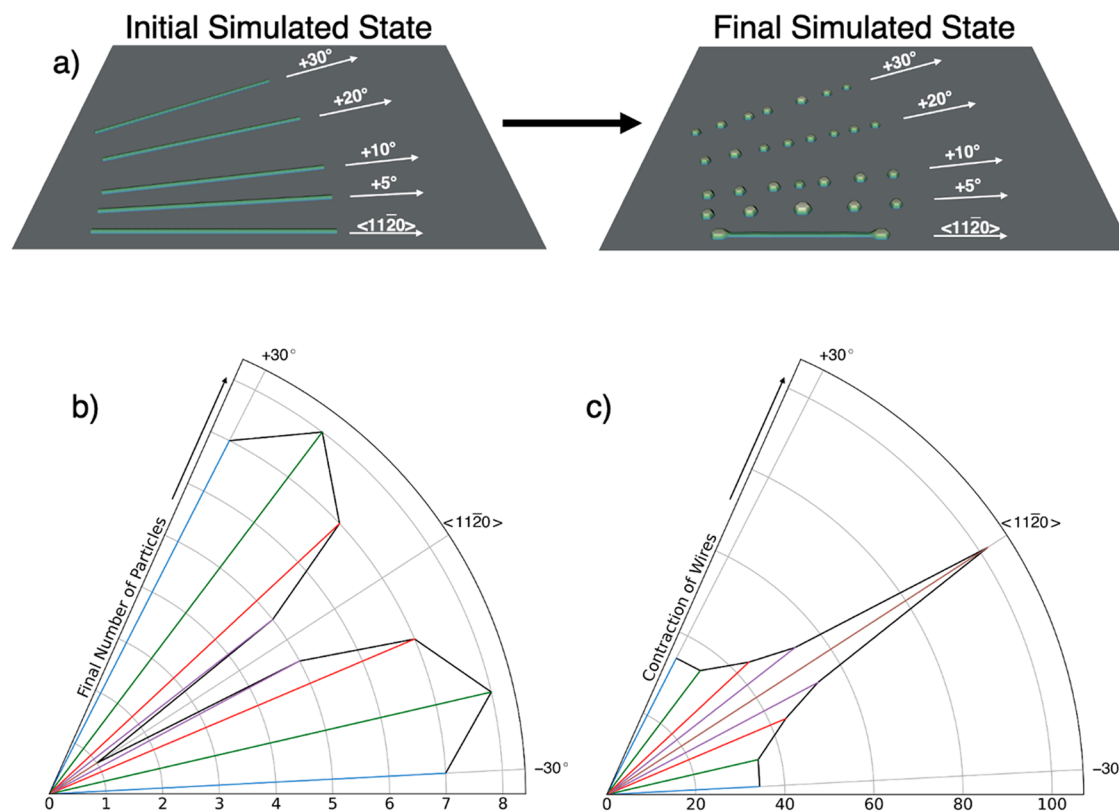 Initial Simulated State
Final Simulated State
a)
+30°
+20°
+10°
+5°
<112̅0>
+30°
+20°
+10°
+5°
<112̅0>
b)
+30°
<112̅0>
−30°
Final Number of Particles
0 1 2 3 4 5 6 7 8
c)
+30°
<112̅0>
−30
Contraction of Wires
0 20 40 60 80 100